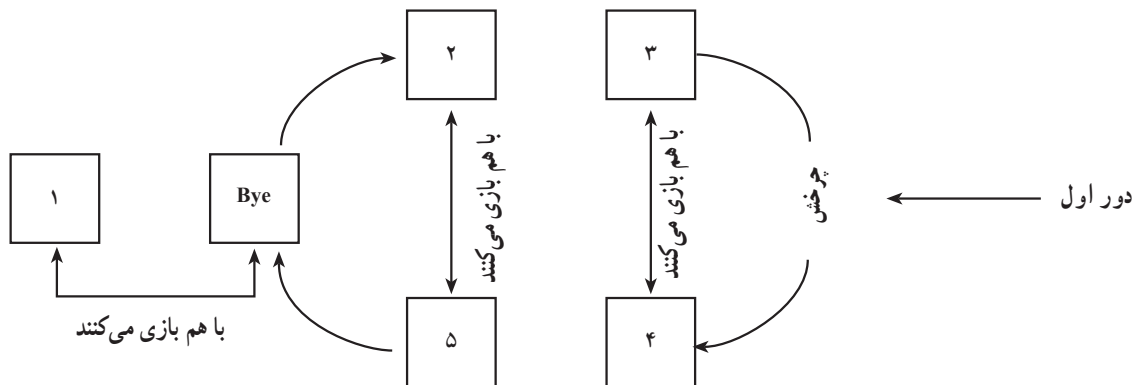 ۲
۳
با هم بازی می‌کنند
با هم بازی می‌کنند
چرخش
دور اول
۱
Bye
با هم بازی می‌کنند
۵
۴